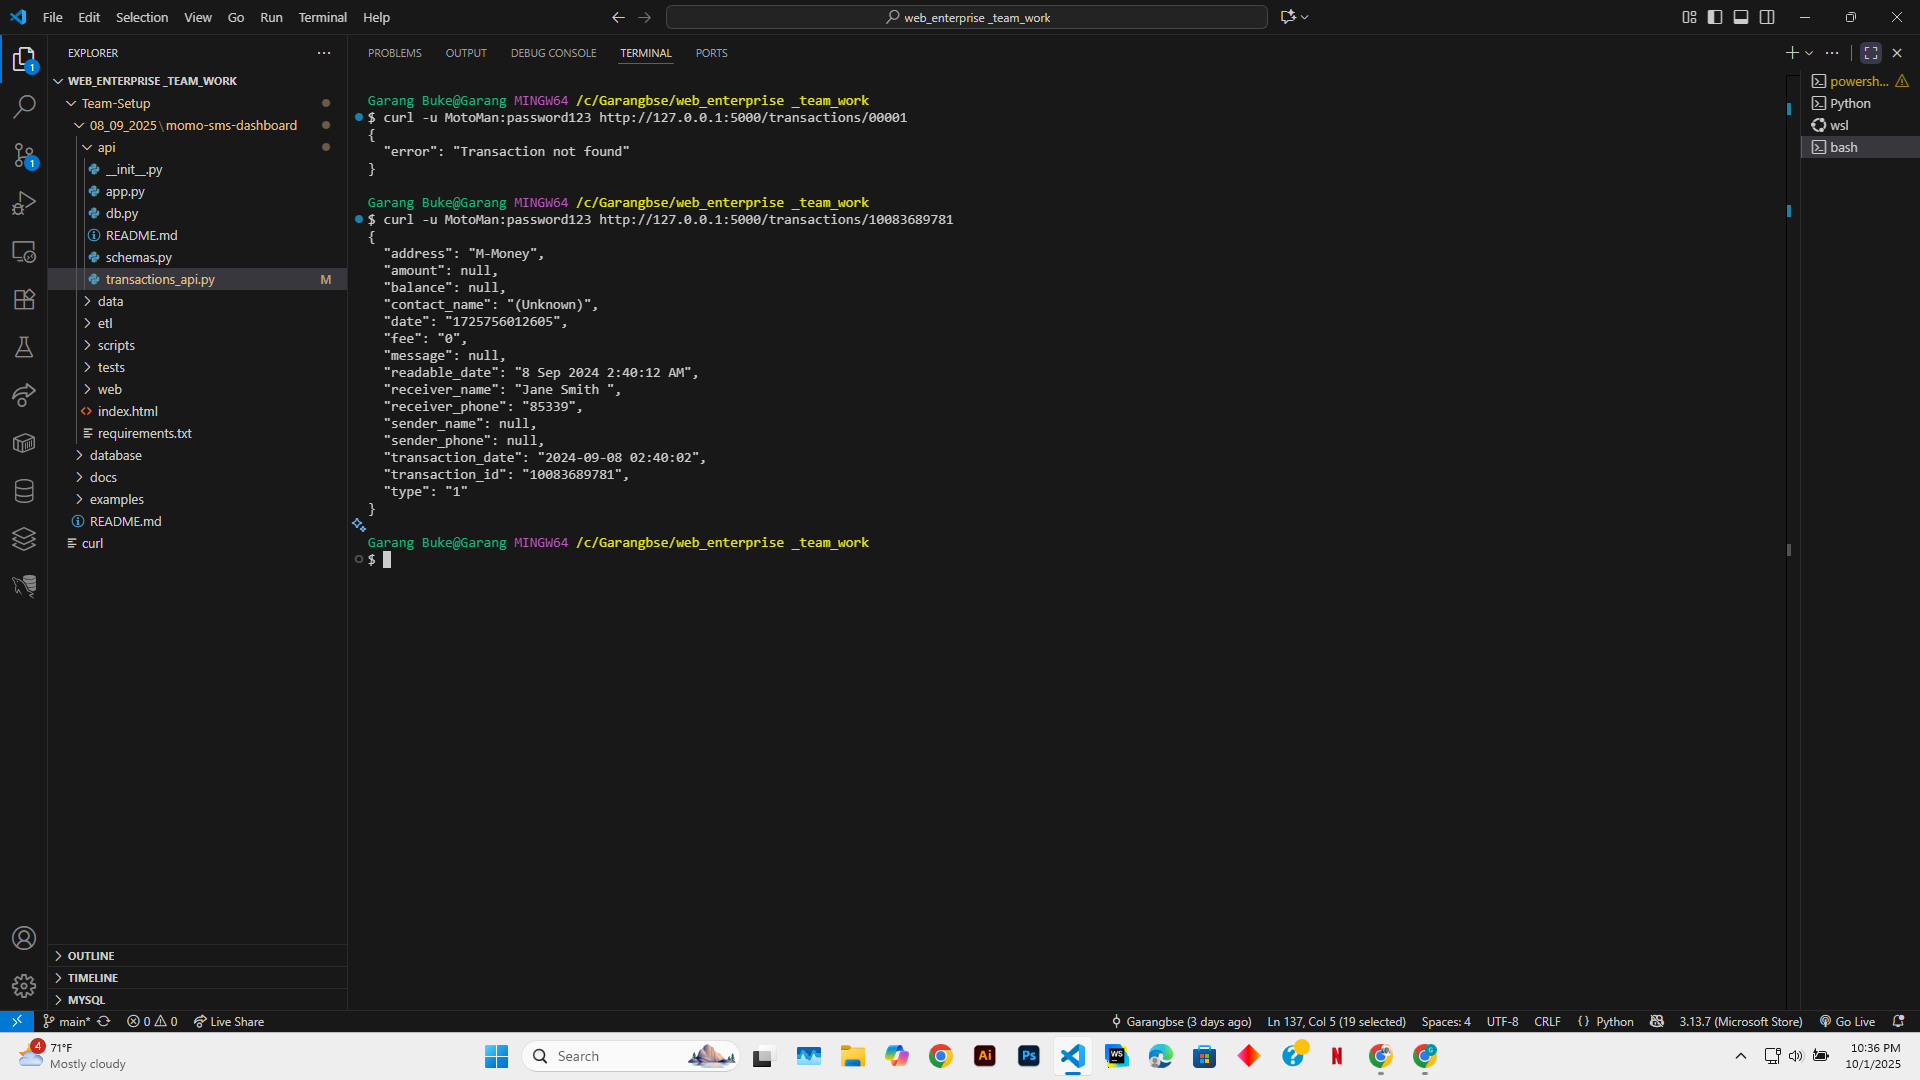 File Edit Selection View Go Run Terminal Help
web_enterprise _team_work
EXPLORER
WEB_ENTERPRISE _TEAM_WORK
Team-Setup
08_09_2025 \ momo-sms-dashboard
api
__init__.py
app.py
db.py
README.md
schemas.py
transactions_api.py M
data
etl
scripts
tests
web
index.html
requirements.txt
database
docs
examples
README.md
curl
OUTLINE
TIMELINE
MYSQL
1
1
PROBLEMS OUTPUT DEBUG CONSOLE TERMINAL PORTS
Garang Buke@Garang MINGW64 /c/Garangbse/web_enterprise _team_work
$ curl -u MotoMan:password123 http://127.0.0.1:5000/transactions/00001
{
"error": "Transaction not found"
}
Garang Buke@Garang MINGW64 /c/Garangbse/web_enterprise _team_work
$ curl -u MotoMan:password123 http://127.0.0.1:5000/transactions/10083689781
{
"address": "M-Money",
"amount": null,
"balance": null,
"contact_name": "(Unknown)",
"date": "1725756012605",
"fee": "0",
"message": null,
"readable_date": "8 Sep 2024 2:40:12 AM",
"receiver_name": "Jane Smith ",
"receiver_phone": "85339",
"sender_name": null,
"sender_phone": null,
"transaction_date": "2024-09-08 02:40:02",
"transaction_id": "10083689781",
"type": "1"
}
Garang Buke@Garang MINGW64 /c/Garangbse/web_enterprise _team_work
$
powersh...
Python
wsl
bash
main* 0 0 Live Share
Garangbse (3 days ago) Ln 137, Col 5 (19 selected) Spaces: 4 UTF-8 CRLF {} Python 3.13.7 (Microsoft Store) Go Live
4
71°F
Mostly cloudy
Search
Ai
Ps
WS
N
10:36 PM
10/1/2025